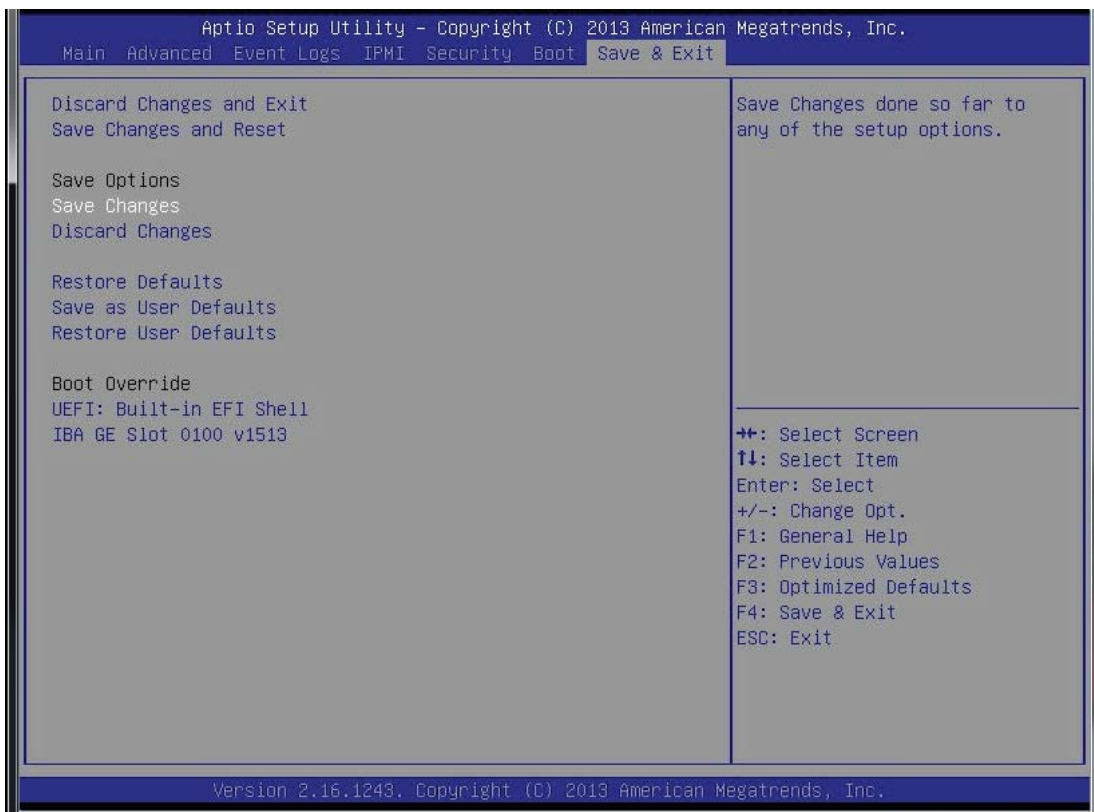 Aptio Setup Utility – Copyright (C) 2013 American Megatrends, Inc.
Main Advanced Event Logs IPMI Security Boot Save & Exit
Discard Changes and Exit
Save Changes and Reset
Save Options
Save Changes
Discard Changes
Restore Defaults
Save as User Defaults
Restore User Defaults
Boot Override
UEFI: Built-in EFI Shell
IBA GE Slot 0100 v1513
Save Changes done so far to
any of the setup options.
→←: Select Screen
↑↓: Select Item
Enter: Select
+/-: Change Opt.
F1: General Help
F2: Previous Values
F3: Optimized Defaults
F4: Save & Exit
ESC: Exit
Version 2.16.1243. Copyright (C) 2013 American Megatrends, Inc.